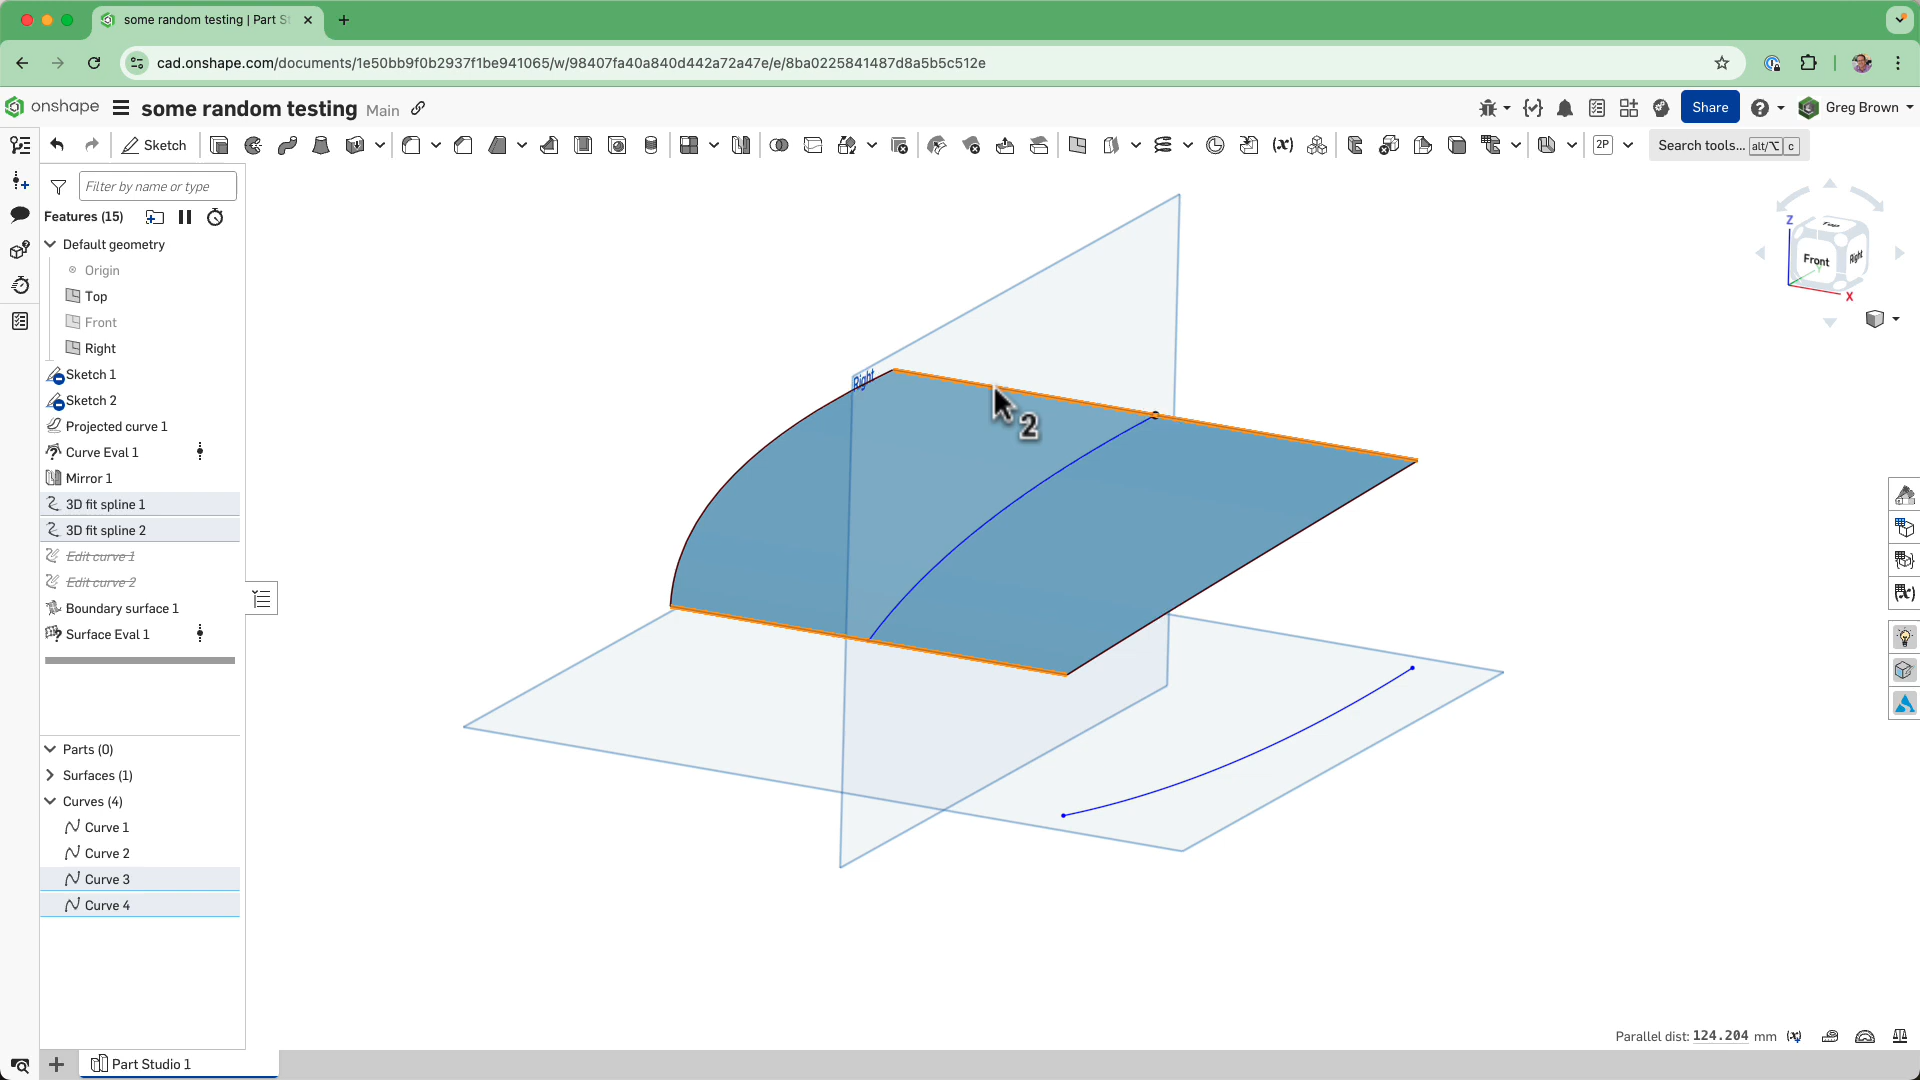 some random testing | Part S
cad.onshape.com/documents/1e50bb9f0b2937f1be941065/w/98407fa40a840d442a72a47e/e/8ba0225841487d8a5b5c512e
onshape some random testing Main Share Greg Brown
Sketch 2P Search tools... alt/⌥ c
Filter by name or type
Features (15)
Default geometry
Origin
Top
Front
Right
Sketch 1
Sketch 2
Projected curve 1
Curve Eval 1
Mirror 1
3D fit spline 1
3D fit spline 2
Edit curve 1
Edit curve 2
Boundary surface 1
Surface Eval 1
Parts (0)
Surfaces (1)
Curves (4)
Curve 1
Curve 2
Curve 3
Curve 4
Right
2
Z
Top
Front
Right
Y
X
(x)
Parallel dist: 124.204 mm
Part Studio 1